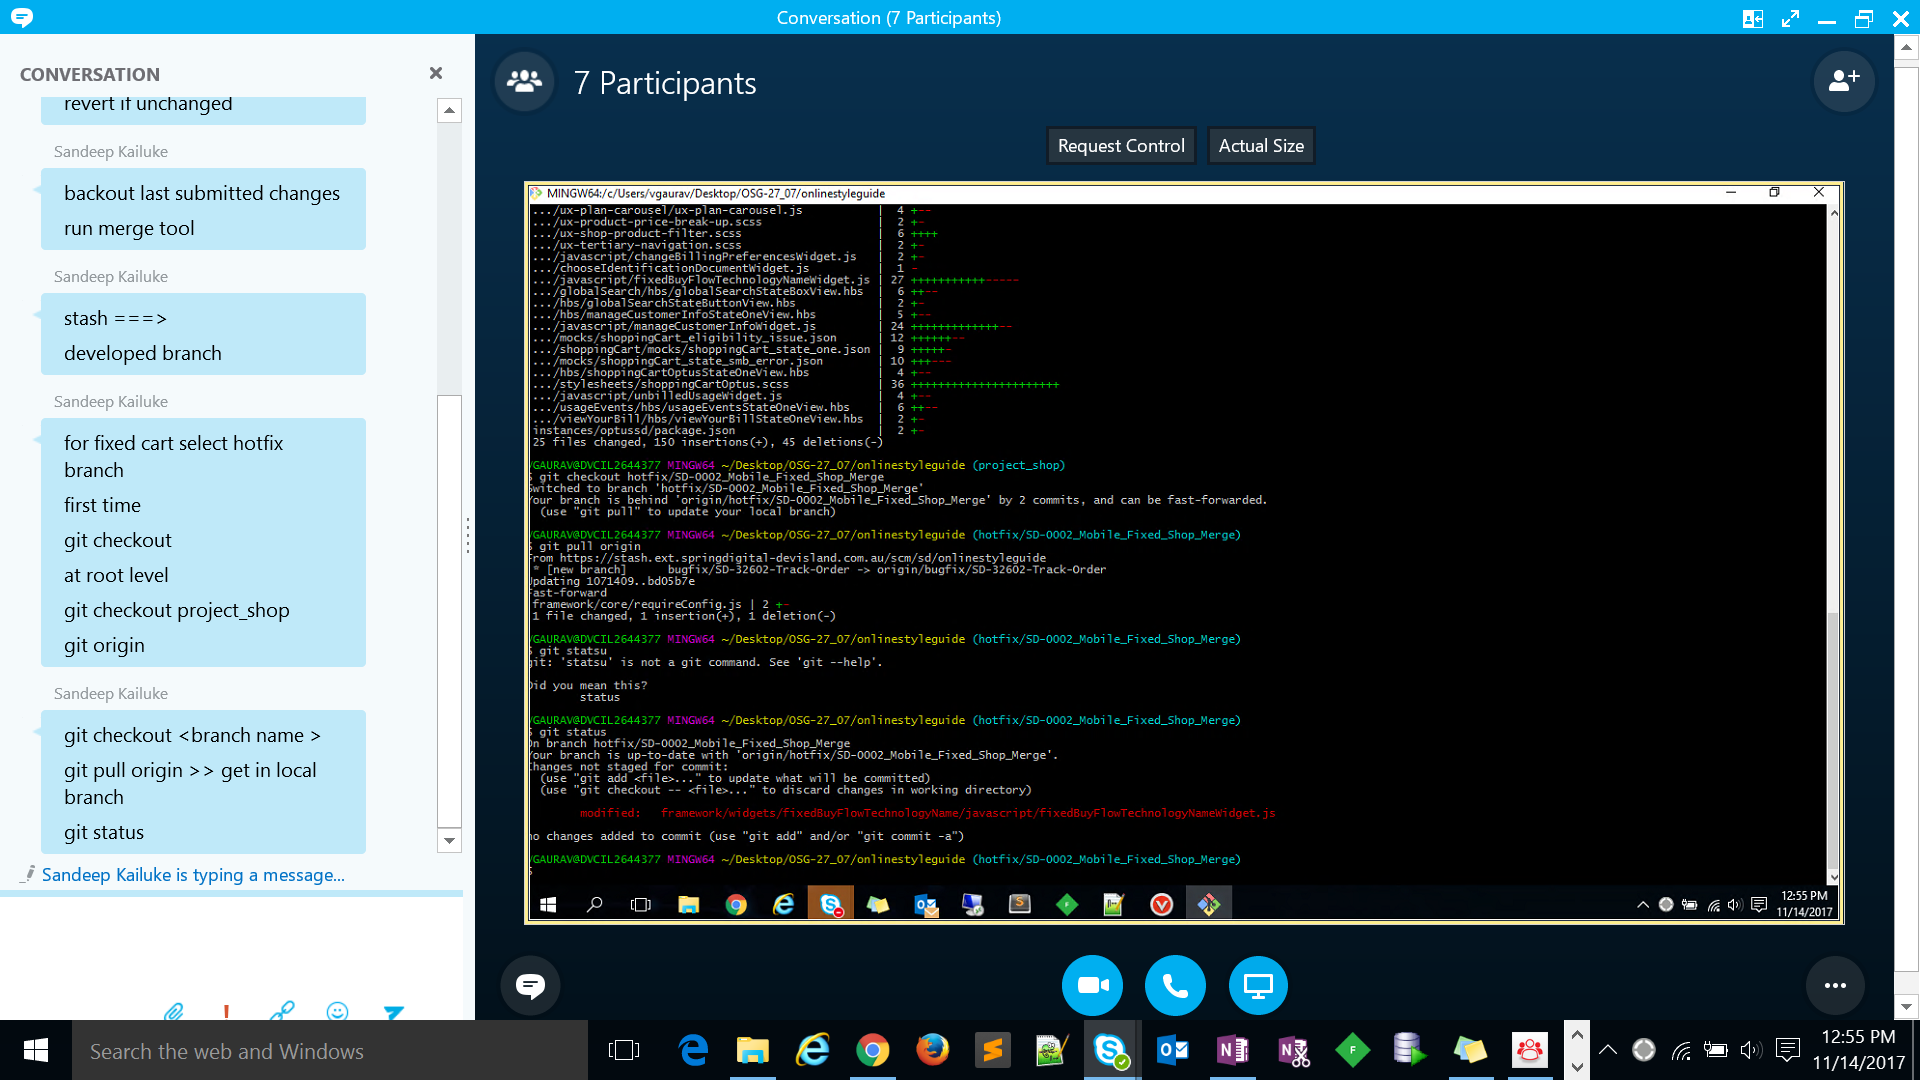 Conversation (7 Participants)
CONVERSATION
revert if unchanged
Sandeep Kailuke
backout last submitted changes
run merge tool
Sandeep Kailuke
stash ===>
developed branch
Sandeep Kailuke
for fixed cart select hotfix
branch
first time
git checkout
at root level
git checkout project_shop
git origin
Sandeep Kailuke
git checkout <branch name >
git pull origin >> get in local
branch
git status
Sandeep Kailuke is typing a message...
7 Participants
Request Control
Actual Size
MINGW64:/c/Users/vgaurav/Desktop/OSG-27_07/onlinestyleguide
.../ux-plan-carousel/ux-plan-carousel.js | 4 +--
.../ux-product-price-break-up.scss | 2 +-
.../ux-shop-product-filter.scss | 6 ++++
.../ux-tertiary-navigation.scss | 2 +-
.../javascript/changeBillingPreferencesWidget.js | 2 +-
.../chooseIdentificationDocumentWidget.js | 1 -
.../javascript/fixedBuyFlowTechnologyNameWidget.js | 27 +++++++++++-----
.../globalSearch/hbs/globalSearchStateBoxView.hbs | 6 ++--
.../hbs/globalSearchStateButtonView.hbs | 2 +-
.../hbs/manageCustomerInfoStateOneView.hbs | 5 +--
.../javascript/manageCustomerInfoWidget.js | 24 +++++++++++++--
.../mocks/shoppingCart_eligibility_issue.json | 12 ++++++--
.../shoppingCart/mocks/shoppingCart_state_one.json | 9 +++++-
.../mocks/shoppingCart_state_smb_error.json | 10 +++---
.../hbs/shoppingCartOptusStateOneView.hbs | 4 +--
.../stylesheets/shoppingCartOptus.scss | 36 ++++++++++++++++++++++
.../javascript/unbilledUsageWidget.js | 4 +--
.../usageEvents/hbs/usageEventsStateOneView.hbs | 6 ++--
.../viewYourBill/hbs/viewYourBillStateOneView.hbs | 2 +-
instances/optussd/package.json | 2 +-
25 files changed, 150 insertions(+), 45 deletions(-)
VGAURAV@DVCIL2644377 MINGW64 ~/Desktop/OSG-27_07/onlinestyleguide (project_shop)
$ git checkout hotfix/SD-0002_Mobile_Fixed_Shop_Merge
Switched to branch 'hotfix/SD-0002_Mobile_Fixed_Shop_Merge'
Your branch is behind 'origin/hotfix/SD-0002_Mobile_Fixed_Shop_Merge' by 2 commits, and can be fast-forwarded.
(use "git pull" to update your local branch)
VGAURAV@DVCIL2644377 MINGW64 ~/Desktop/OSG-27_07/onlinestyleguide (hotfix/SD-0002_Mobile_Fixed_Shop_Merge)
$ git pull origin
From https://stash.ext.springdigital-devisland.com.au/scm/sd/onlinestyleguide
* [new branch] bugfix/SD-32602-Track-Order -> origin/bugfix/SD-32602-Track-Order
Updating 1071409..bd05b7e
Fast-forward
framework/core/requireConfig.js | 2 +-
1 file changed, 1 insertion(+), 1 deletion(-)
VGAURAV@DVCIL2644377 MINGW64 ~/Desktop/OSG-27_07/onlinestyleguide (hotfix/SD-0002_Mobile_Fixed_Shop_Merge)
$ git statsu
git: 'statsu' is not a git command. See 'git --help'.
Did you mean this?
status
VGAURAV@DVCIL2644377 MINGW64 ~/Desktop/OSG-27_07/onlinestyleguide (hotfix/SD-0002_Mobile_Fixed_Shop_Merge)
$ git status
On branch hotfix/SD-0002_Mobile_Fixed_Shop_Merge
Your branch is up-to-date with 'origin/hotfix/SD-0002_Mobile_Fixed_Shop_Merge'.
Changes not staged for commit:
(use "git add <file>..." to update what will be committed)
(use "git checkout -- <file>..." to discard changes in working directory)
modified: framework/widgets/fixedBuyFlowTechnologyName/javascript/fixedBuyFlowTechnologyNameWidget.js
no changes added to commit (use "git add" and/or "git commit -a")
VGAURAV@DVCIL2644377 MINGW64 ~/Desktop/OSG-27_07/onlinestyleguide (hotfix/SD-0002_Mobile_Fixed_Shop_Merge)
$
12:55 PM
11/14/2017
Search the web and Windows
12:55 PM
11/14/2017